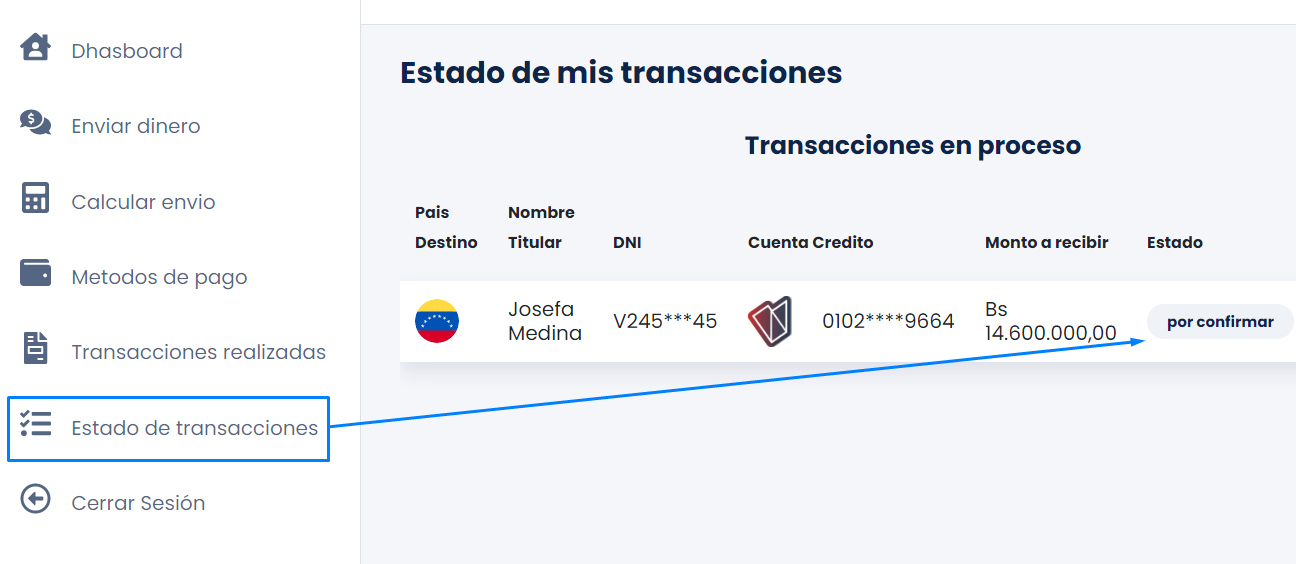 Dhasboard
Enviar dinero
Calcular envio
Metodos de pago
Transacciones realizadas
Estado de transacciones
Cerrar Sesión
Estado de mis transacciones
Transacciones en proceso
Pais Destino
Nombre Titular
DNI
Cuenta Credito
Monto a recibir
Estado
Josefa Medina
V245***45
0102****9664
Bs 14.600.000,00
por confirmar